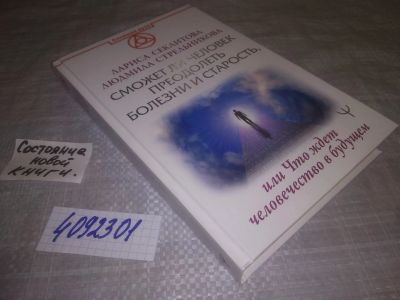 ЛАРИСА СЕКЛИТОВА
ЛЮДМИЛА СТРЕЛЬНИКОВА
СМОЖЕТ ЛИ ЧЕЛОВЕК
ПРЕОДОЛЕТЬ
БОЛЕЗНИ И СТАРОСТЬ,
или Что ждет
человечество в будущем
Состояние
новой
книги.
4092301